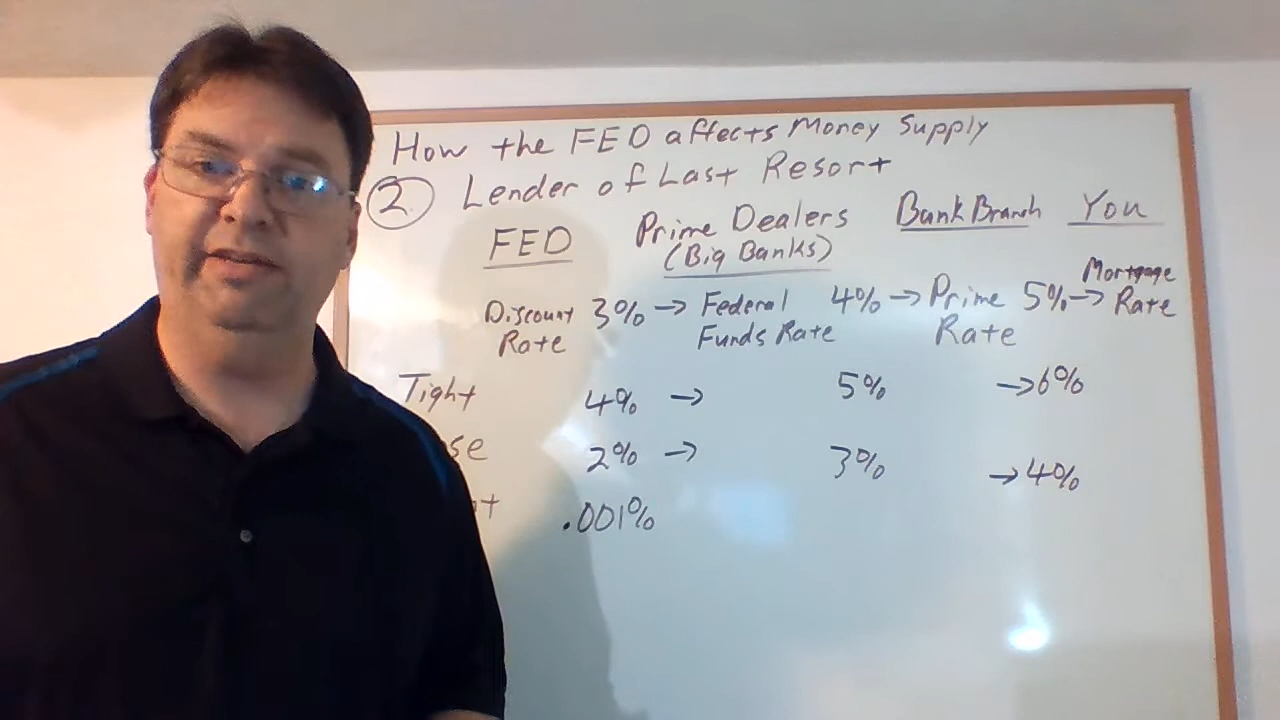 How the FED affects Money Supply
2. Lender of Last Resort
FED Prime Dealers (Big Banks) Bank Branch You
Discount Rate 3% → Federal Funds Rate 4% → Prime Rate 5% → Mortgage Rate
Tight 4% → 5% → 6%
se 2% → 3% → 4%
t .001%